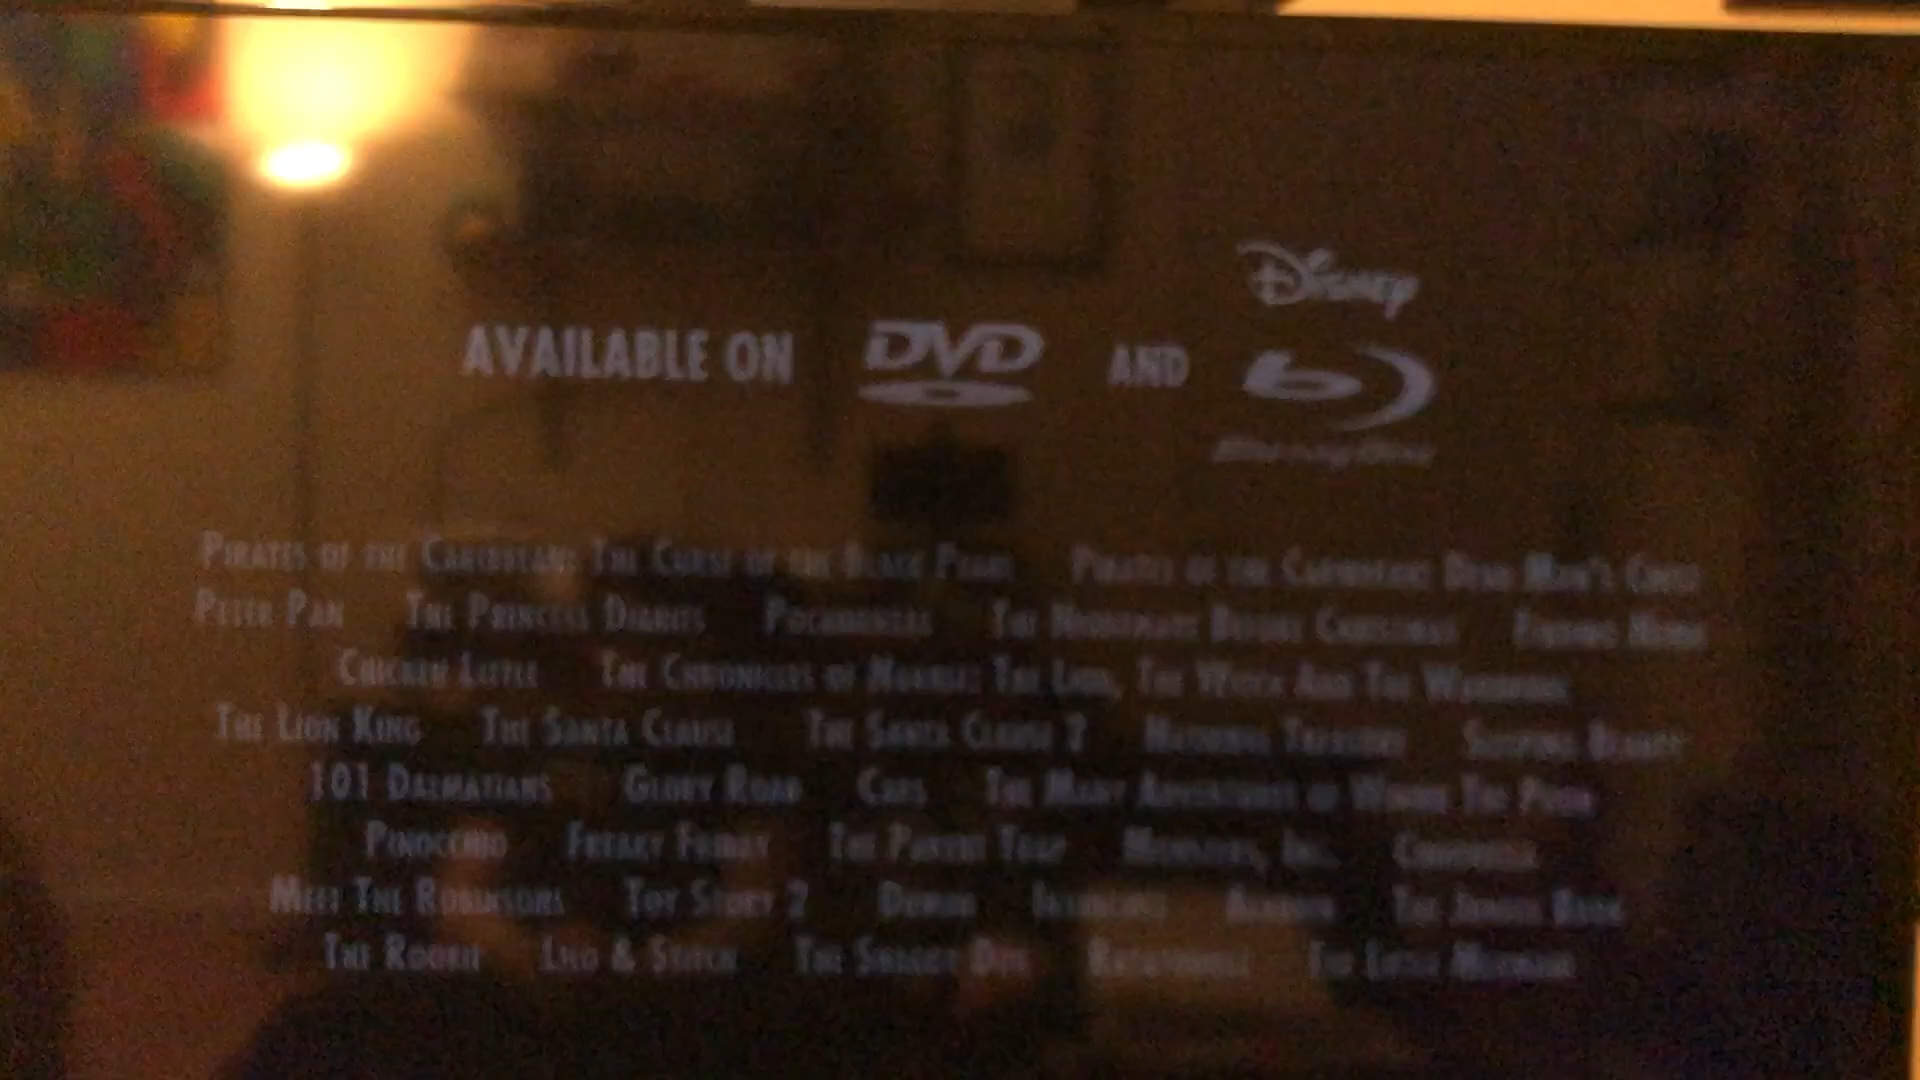 Disney
AVAILABLE ON DVD AND Blu-ray Disc
PIRATES OF THE CARIBBEAN: THE CURSE OF THE BLACK PEARL PIRATES OF THE CARIBBEAN: DEAD MAN'S CHEST
PETER PAN THE PRINCESS DIARIES POCAHONTAS THE NIGHTMARE BEFORE CHRISTMAS FINDING NEMO
CHICKEN LITTLE THE CHRONICLES OF NARNIA: THE LION, THE WITCH AND THE WARDROBE
THE LION KING THE SANTA CLAUSE THE SANTA CLAUSE 2 NATIONAL TREASURE SLEEPING BEAUTY
101 DALMATIANS GLORY ROAD CARS THE MANY ADVENTURES OF WINNIE THE POOH
PINOCCHIO FREAKY FRIDAY THE PARENT TRAP MONSTERS, INC. CINDERELLA
MEET THE ROBINSONS TOY STORY 2 DUMBO INVINCIBLE ALADDIN THE JUNGLE BOOK
THE ROOKIE LILO & STITCH THE SHAGGY DOG RATATOUILLE THE LITTLE MERMAID